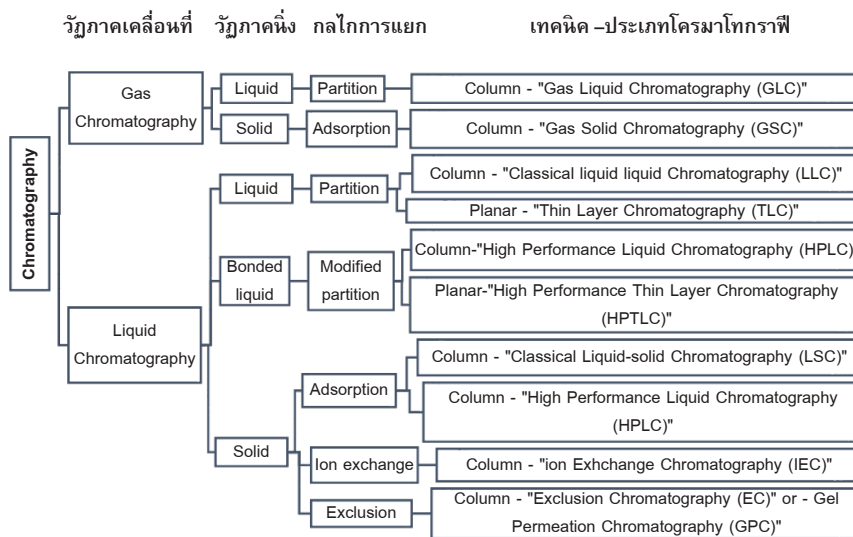 วัฏภาคเคลื่อนที่ วัฏภาคนิ่ง กลไกการแยก เทคนิค –ประเภทโครมาโทกราฟี
Chromatography
Gas
Chromatography
Liquid
Partition
Column - "Gas Liquid Chromatography (GLC)"
Solid
Adsorption
Column - "Gas Solid Chromatography (GSC)"
Liquid
Chromatography
Liquid
Partition
Column - "Classical liquid liquid Chromatography (LLC)"
Planar - "Thin Layer Chromatography (TLC)"
Bonded
liquid
Modified
partition
Column-"High Performance Liquid Chromatography (HPLC)
Planar-"High Performance Thin Layer Chromatography
(HPTLC)"
Solid
Adsorption
Column - "Classical Liquid-solid Chromatography (LSC)"
Column - "High Performance Liquid Chromatography
(HPLC)"
Ion exchange
Column - "ion Exhchange Chromatography (IEC)"
Exclusion
Column - "Exclusion Chromatography (EC)" or - Gel
Permeation Chromatography (GPC)"